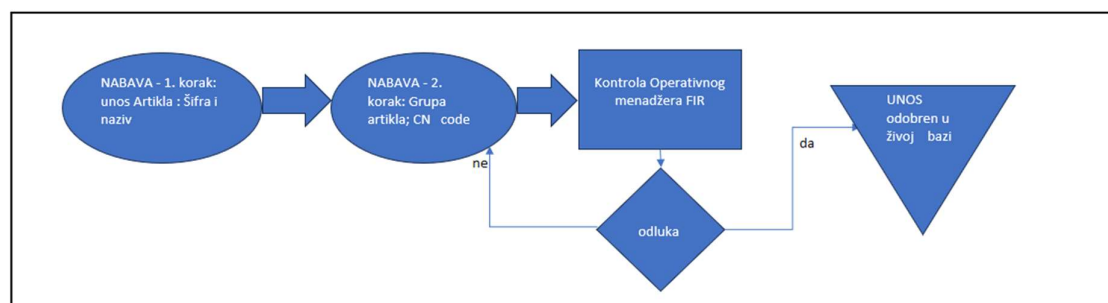 NABAVA - 1. korak:
unos Artikla : Šifra i
naziv
NABAVA - 2.
korak: Grupa
artikla; CN code
Kontrola Operativnog
menadžera FIR
UNOS
odobren u
živoj bazi
ne
da
odluka